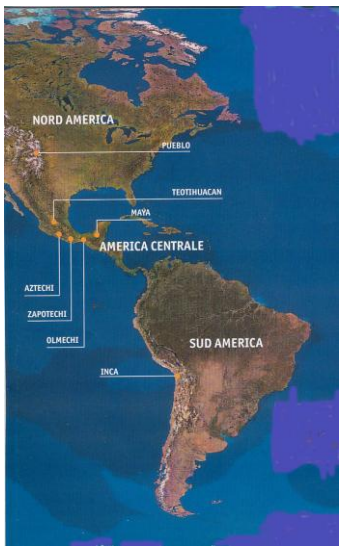 NORD AMERICA
PUEBLO
TEOTIHUACAN
MAYA
AMERICA CENTRALE
AZTECHI
ZAPOTECHI
OLMECHI
SUD AMERICA
INCA